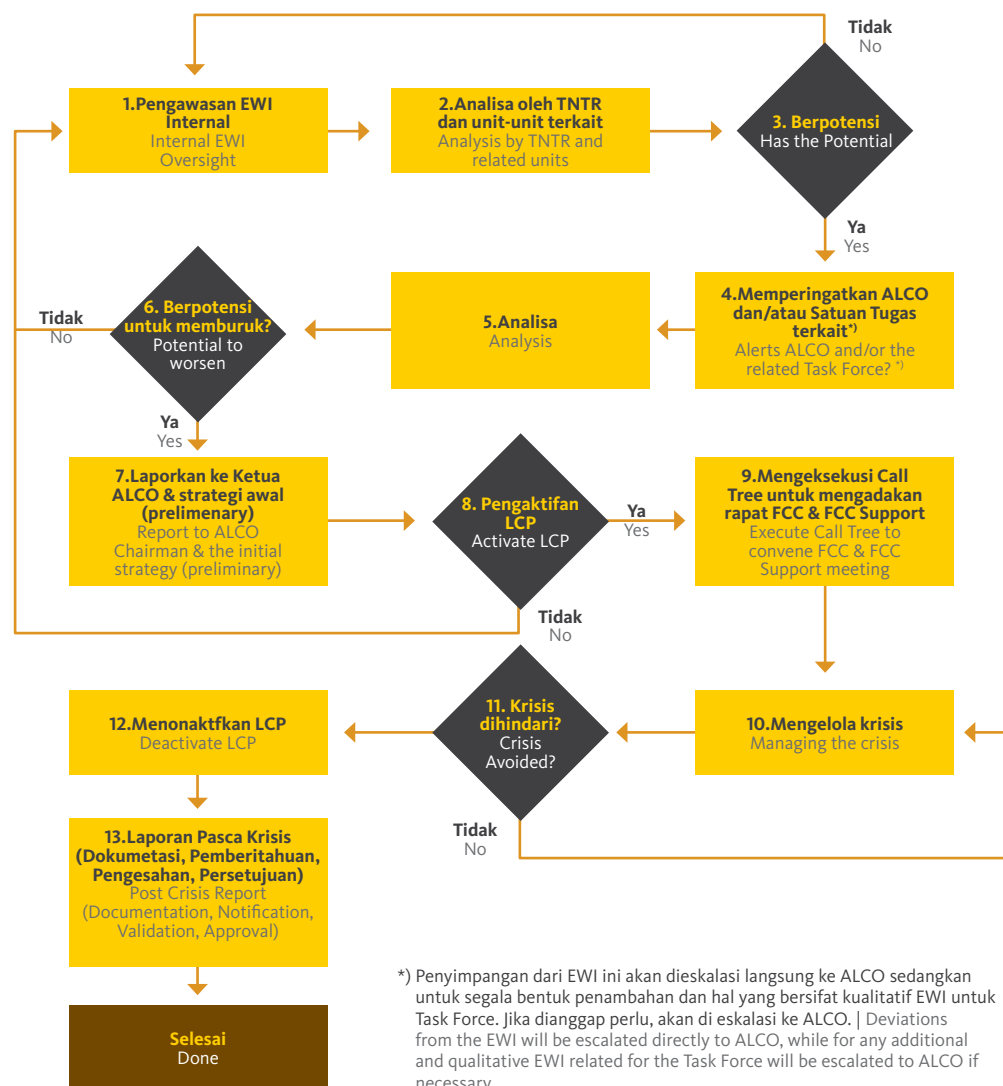 Tidak
No
1.Pengawasan EWI
Internal
Internal EWI
Oversight
2.Analisa oleh TNTR
dan unit-unit terkait
Analysis by TNTR and
related units
3. Berpotensi
Has the Potential
Ya
Yes
4.Memperingatkan ALCO
dan/atau Satuan Tugas
terkait*)
Alerts ALCO and/or the
related Task Force? *)
5.Analisa
Analysis
6. Berpotensi
untuk memburuk?
Potential to
worsen
Tidak
No
Ya
Yes
7.Laporkan ke Ketua
ALCO & strategi awal
(prelimenary)
Report to ALCO
Chairman & the initial
strategy (preliminary)
8. Pengaktifan
LCP
Activate LCP
Ya
Yes
Tidak
No
9.Mengeksekusi Call
Tree untuk mengadakan
rapat FCC & FCC Support
Execute Call Tree to
convene FCC & FCC
Support meeting
10.Mengelola krisis
Managing the crisis
11. Krisis
dihindari?
Crisis
Avoided?
Tidak
No
12.Menonaktfkan LCP
Deactivate LCP
13.Laporan Pasca Krisis
(Dokumetasi, Pemberitahuan,
Pengesahan, Persetujuan)
Post Crisis Report
(Documentation, Notification,
Validation, Approval)
Selesai
Done
*) Penyimpangan dari EWI ini akan dieskalasi langsung ke ALCO sedangkan
untuk segala bentuk penambahan dan hal yang bersifat kualitatif EWI untuk
Task Force. Jika dianggap perlu, akan di eskalasi ke ALCO. | Deviations
from the EWI will be escalated directly to ALCO, while for any additional
and qualitative EWI related for the Task Force will be escalated to ALCO if
necessary